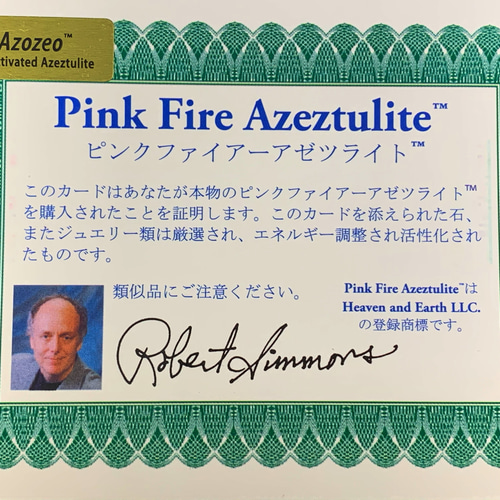 Azozeo™
tivated Azeztulite
Pink Fire Azeztulite™
ピンクファイアーアゼツライト™
このカードはあなたが本物のピンクファイアーアゼツライト™
を購入されたことを証明します。このカードを添えられた石、
またジュエリー類は厳選され、エネルギー調整され活性化され
たものです。
類似品にご注意ください。
Pink Fire Azeztulite™は
Heaven and Earth LLC.
の登録商標です。
Robert Simmons